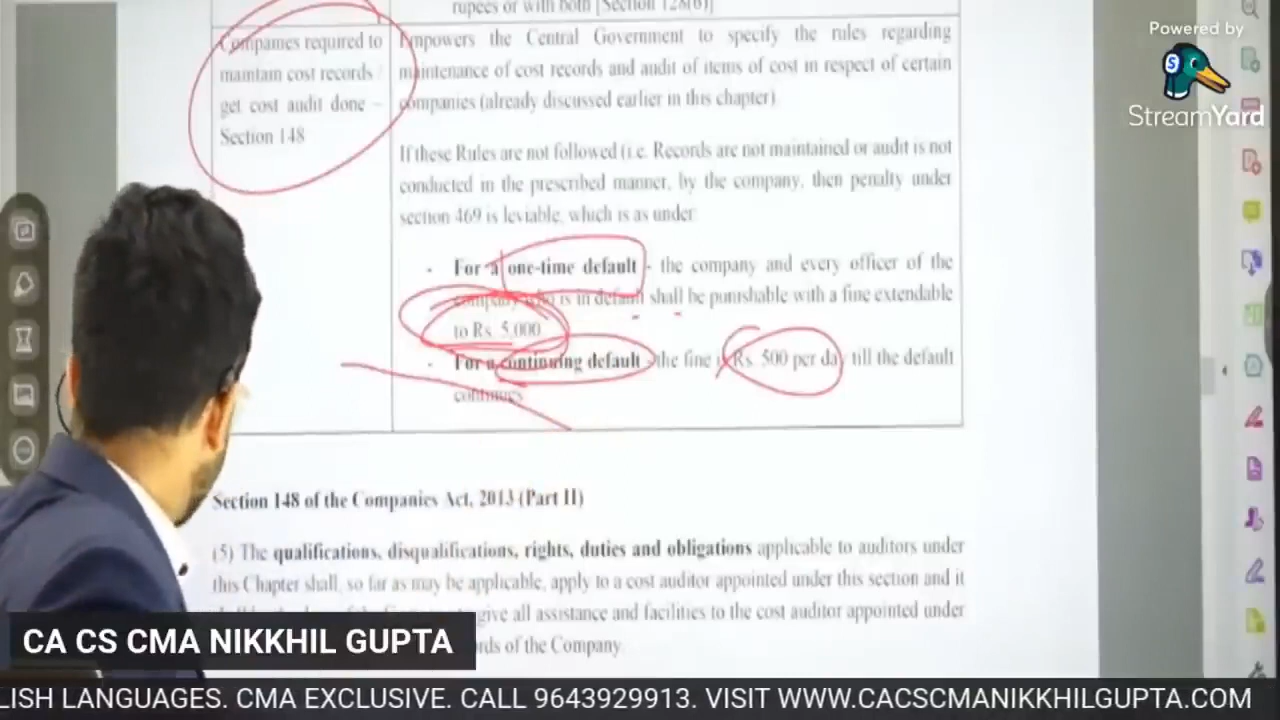 rupees or with both [Section 128(6)]
Companies required to
maintain cost records /
get cost audit done –
Section 148
Empowers the Central Government to specify the rules regarding
maintenance of cost records and audit of items of cost in respect of certain
companies (already discussed earlier in this chapter)
If these Rules are not followed (i.e. Records are not maintained or audit is not
conducted in the prescribed manner, by the company, then penalty under
section 469 is leviable, which is as under:
- For a one-time default - the company and every officer of the
company who is in default shall be punishable with a fine extendable
to Rs. 5,000
- For a continuing default - the fine Rs. 500 per day till the default
continues
Section 148 of the Companies Act, 2013 (Part II)
(5) The qualifications, disqualifications, rights, duties and obligations applicable to auditors under
this Chapter shall, so far as may be applicable, apply to a cost auditor appointed under this section and it
give all assistance and facilities to the cost auditor appointed under
rds of the Company.
Powered by
StreamYard
CA CS CMA NIKKHIL GUPTA
LISH LANGUAGES. CMA EXCLUSIVE. CALL 9643929913. VISIT WWW.CACSCMANIKKHILGUPTA.COM